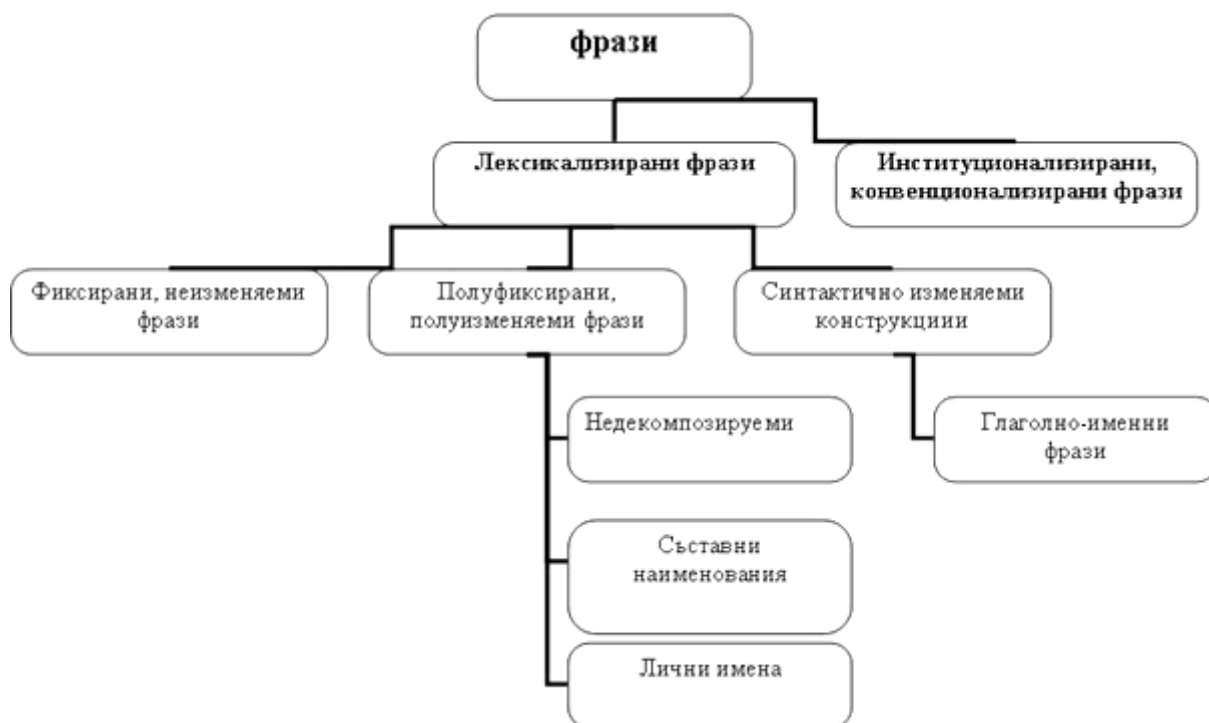 фрази
Лексикализирани фрази
Институционализирани,
конвенционализирани фрази
Фиксирани, неизменяеми
фрази
Полуфиксирани,
полуизменяеми фрази
Синтактично изменяеми
конструкциии
Недекомпозируеми
Глаголно-именни
фрази
Съставни
наименования
Лични имена